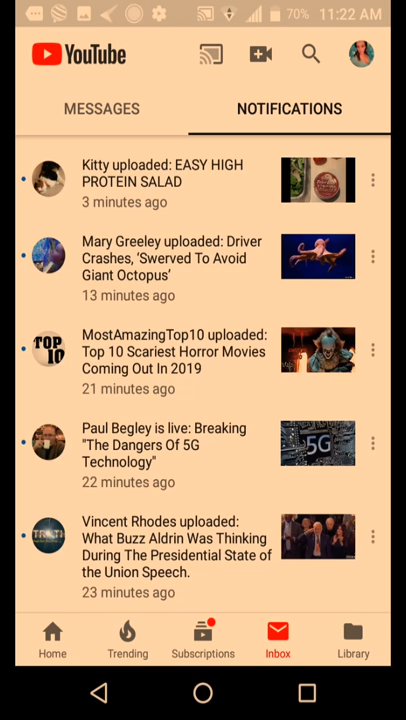 70% 11:22 AM
YouTube
MESSAGES NOTIFICATIONS
Kitty uploaded: EASY HIGH
PROTEIN SALAD
3 minutes ago
Mary Greeley uploaded: Driver
Crashes, ‘Swerved To Avoid
Giant Octopus’
13 minutes ago
TOP
10
MostAmazingTop10 uploaded:
Top 10 Scariest Horror Movies
Coming Out In 2019
21 minutes ago
Paul Begley is live: Breaking
"The Dangers Of 5G
Technology"
22 minutes ago
5G
TRUTH
Vincent Rhodes uploaded:
What Buzz Aldrin Was Thinking
During The Presidential State of
the Union Speech.
23 minutes ago
Home Trending Subscriptions Inbox Library